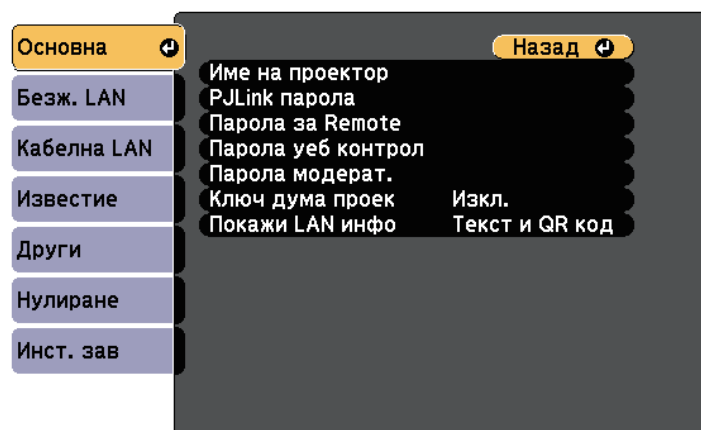 Основна
Безж. LAN
Кабелна LAN
Известие
Други
Нулиране
Инст. зав
Назад
Име на проектор
PJLink парола
Парола за Remote
Парола уеб контрол
Парола модерат.
Ключ дума проек Изкл.
Покажи LAN инфо Текст и QR код